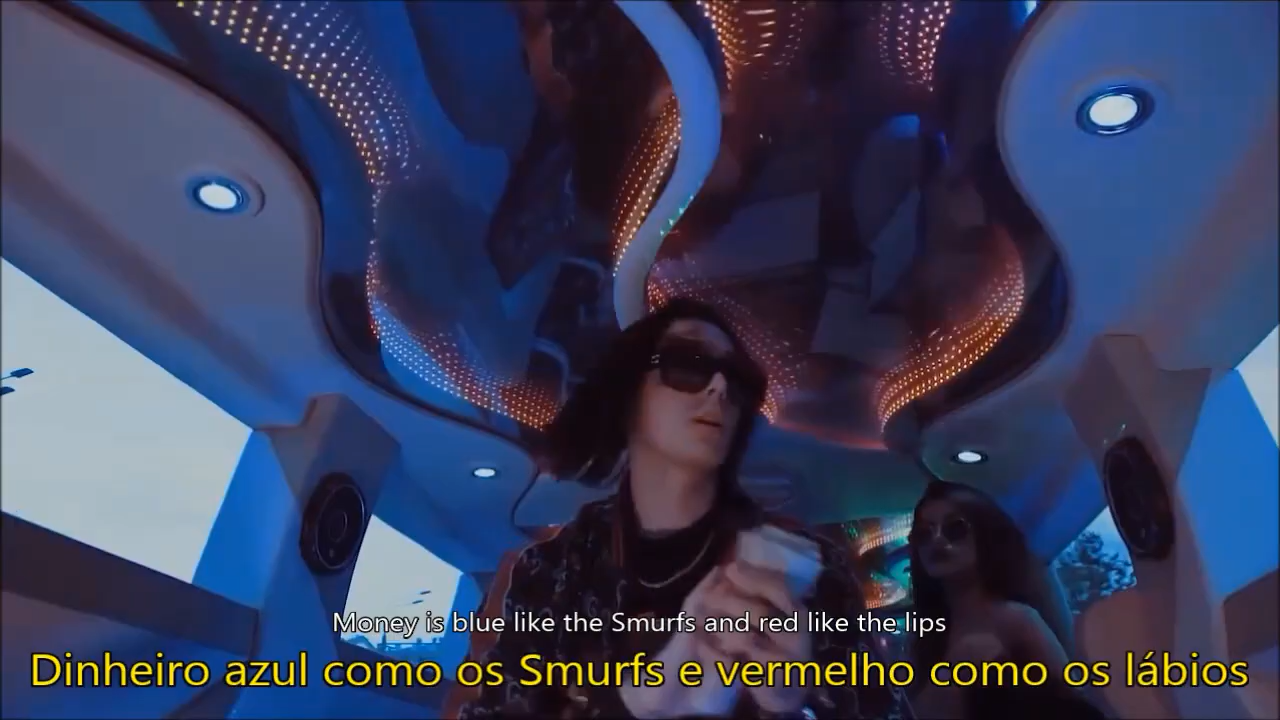 Money is blue like the Smurfs and red like the lips
Dinheiro azul como os Smurfs e vermelho como os lábios